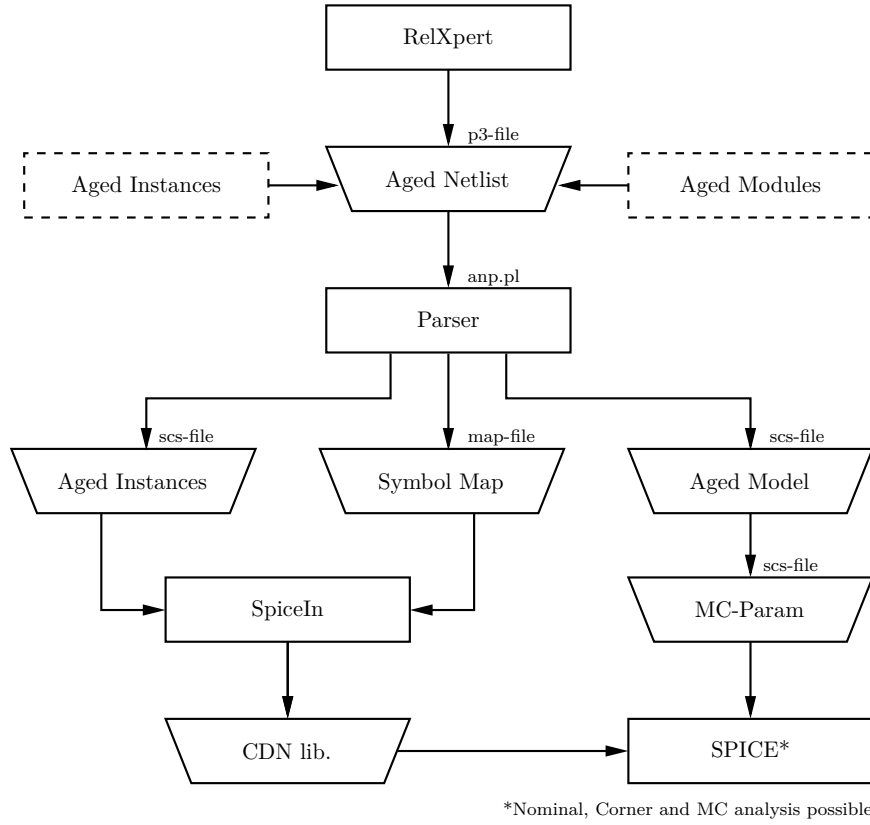 RelXpert
p3-file
Aged Instances
Aged Netlist
Aged Modules
anp.pl
Parser
scs-file
map-file
scs-file
Aged Instances
Symbol Map
Aged Model
scs-file
SpiceIn
MC-Param
CDN lib.
SPICE*
*Nominal, Corner and MC analysis possible